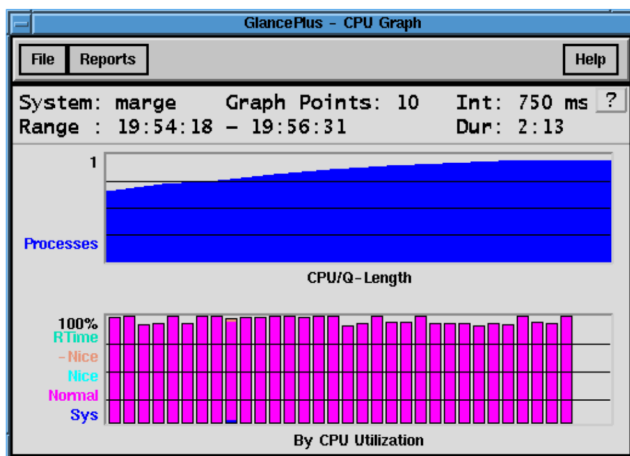 GlancePlus - CPU Graph
File Reports Help
System: marge Graph Points: 10 Int: 750 ms ?
Range : 19:54:18 - 19:56:31 Dur: 2:13
1
Processes
CPU/Q-Length
100%
RTime
-Nice
Nice
Normal
Sys
By CPU Utilization